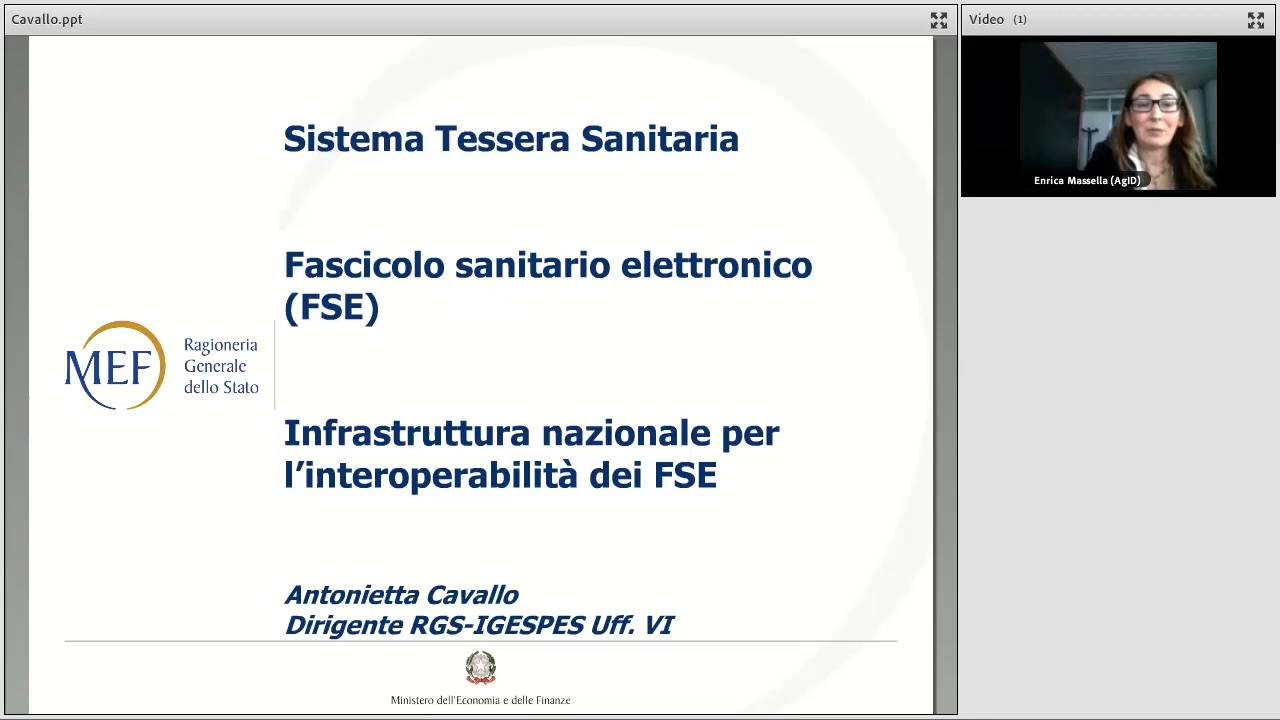 Cavallo.ppt
Video (1)
Enrica Massella (AgID)
Sistema Tessera Sanitaria
Fascicolo sanitario elettronico
(FSE)
MEF
Ragioneria
Generale
dello Stato
Infrastruttura nazionale per
l’interoperabilità dei FSE
Antonietta Cavallo
Dirigente RGS-IGESPES Uff. VI
Ministero dell'Economia e delle Finanze